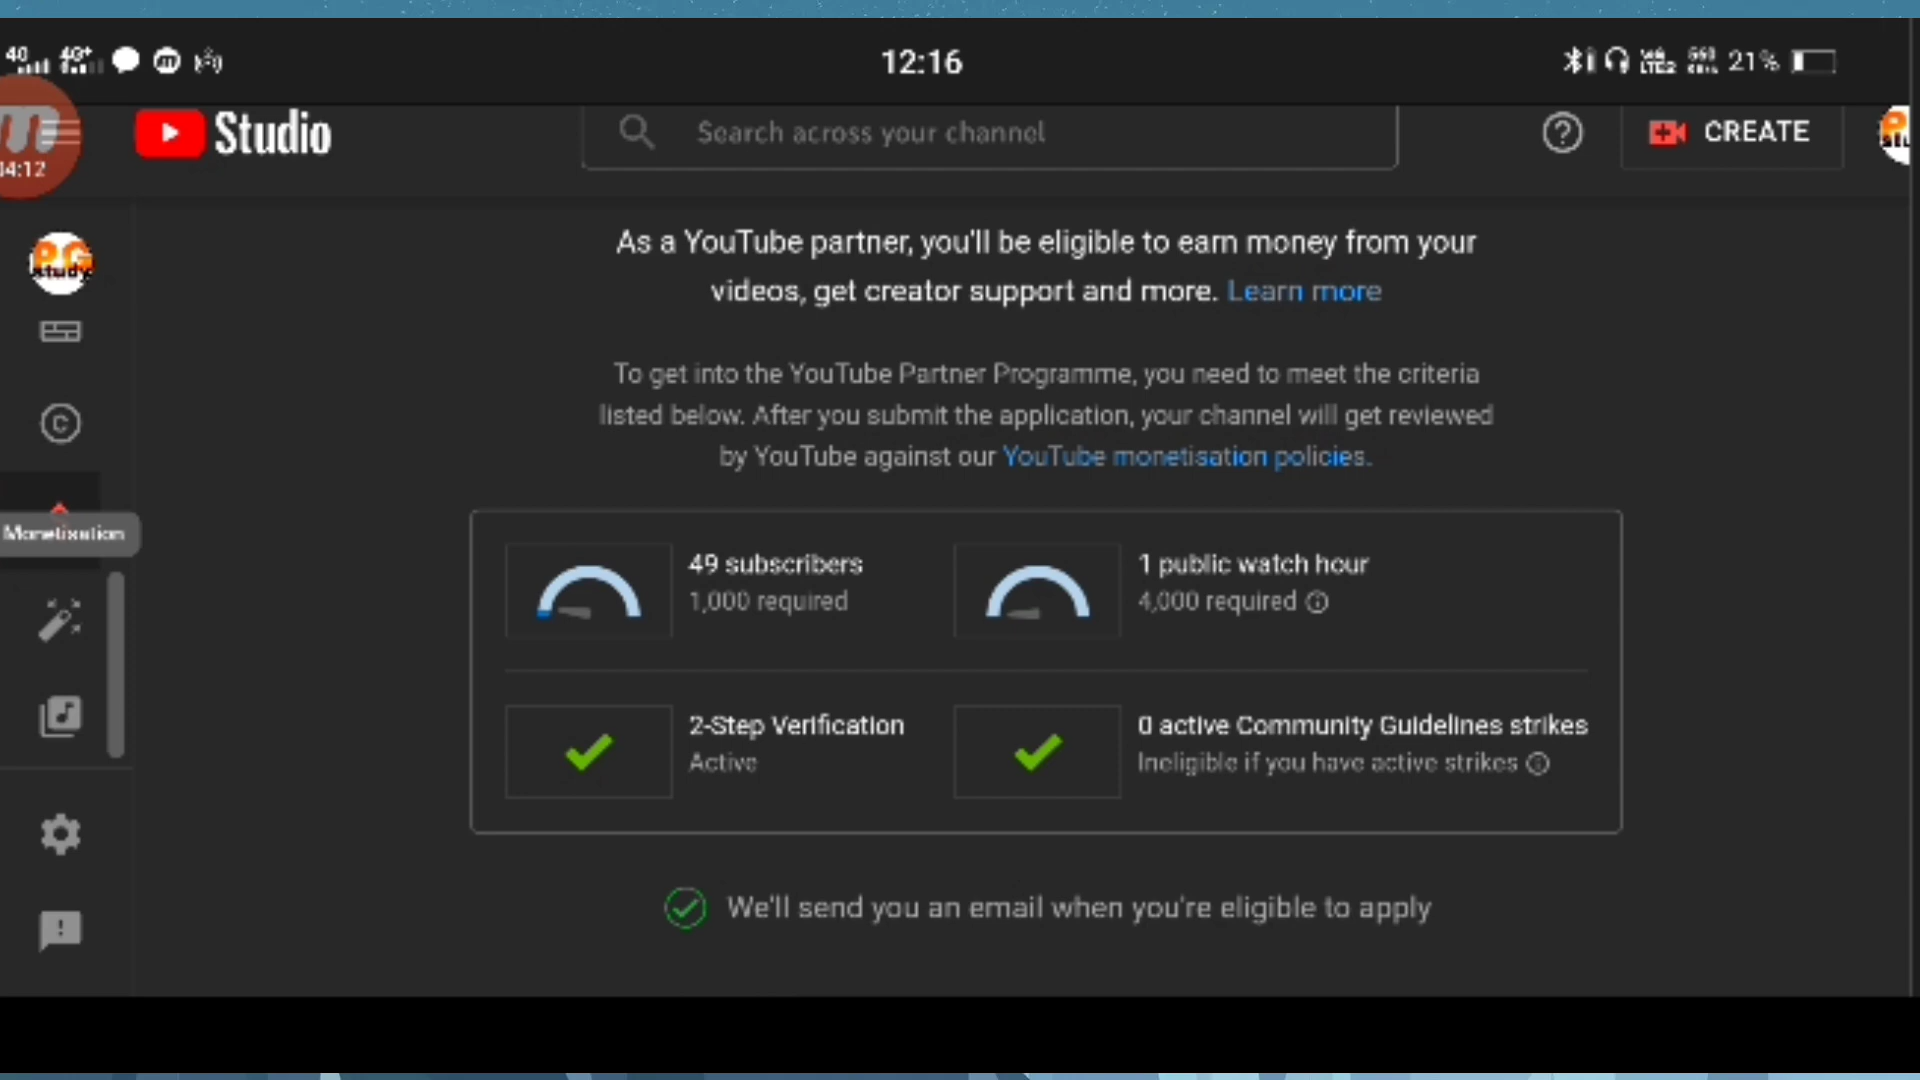 12:16
21%
04:12
Studio
Search across your channel
CREATE
PG
study
As a YouTube partner, you'll be eligible to earn money from your
videos, get creator support and more. Learn more
To get into the YouTube Partner Programme, you need to meet the criteria
listed below. After you submit the application, your channel will get reviewed
by YouTube against our YouTube monetisation policies.
Monetisation
49 subscribers
1,000 required
1 public watch hour
4,000 required
2-Step Verification
Active
0 active Community Guidelines strikes
Ineligible if you have active strikes
We'll send you an email when you're eligible to apply